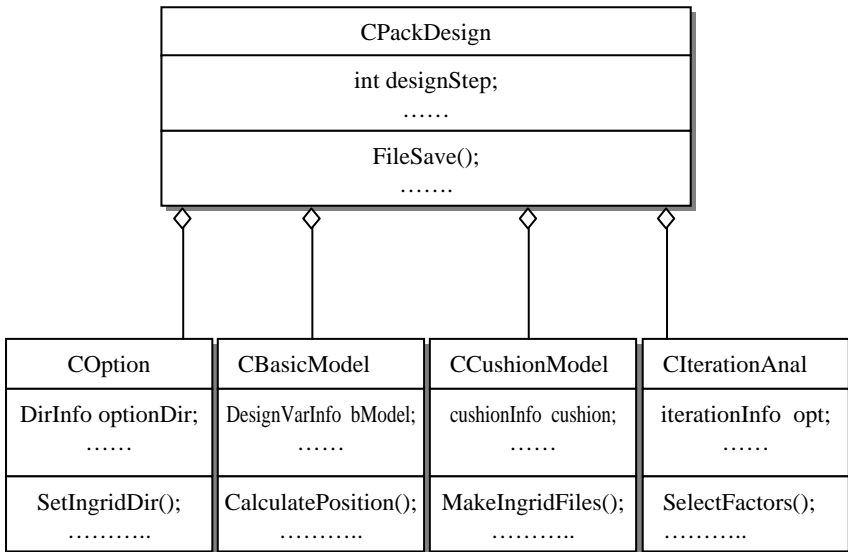 CPackDesign
int designStep;
……
FileSave();
…….
COption
DirInfo optionDir;
……
SetIngridDir();
………..
CBasicModel
DesignVarInfo bModel;
……
CalculatePosition();
………..
CCushionModel
cushionInfo cushion;
……
MakeIngridFiles();
………..
CIterationAnal
iterationInfo opt;
……
SelectFactors();
………..